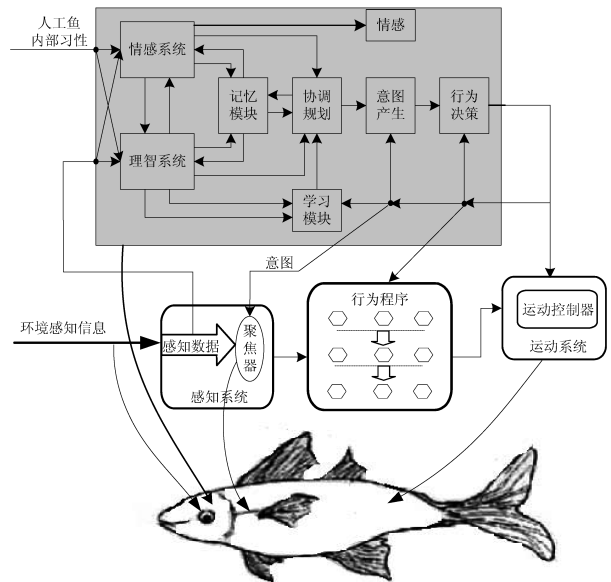 人工鱼
内部习性
情感系统
情感
记忆
模块
协调
规划
意图
产生
行为
决策
理智系统
学习
模块
意图
环境感知信息
感知数据
聚
焦
器
感知系统
行为程序
运动控制器
运动系统